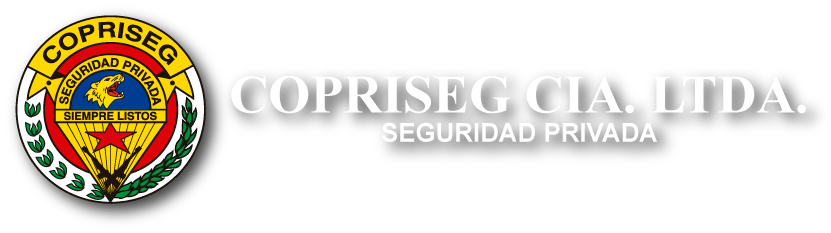 COPRISEG
SEGURIDAD PRIVADA
SIEMPRE LISTOS
COPRISEG CIA. LTDA.
SEGURIDAD PRIVADA